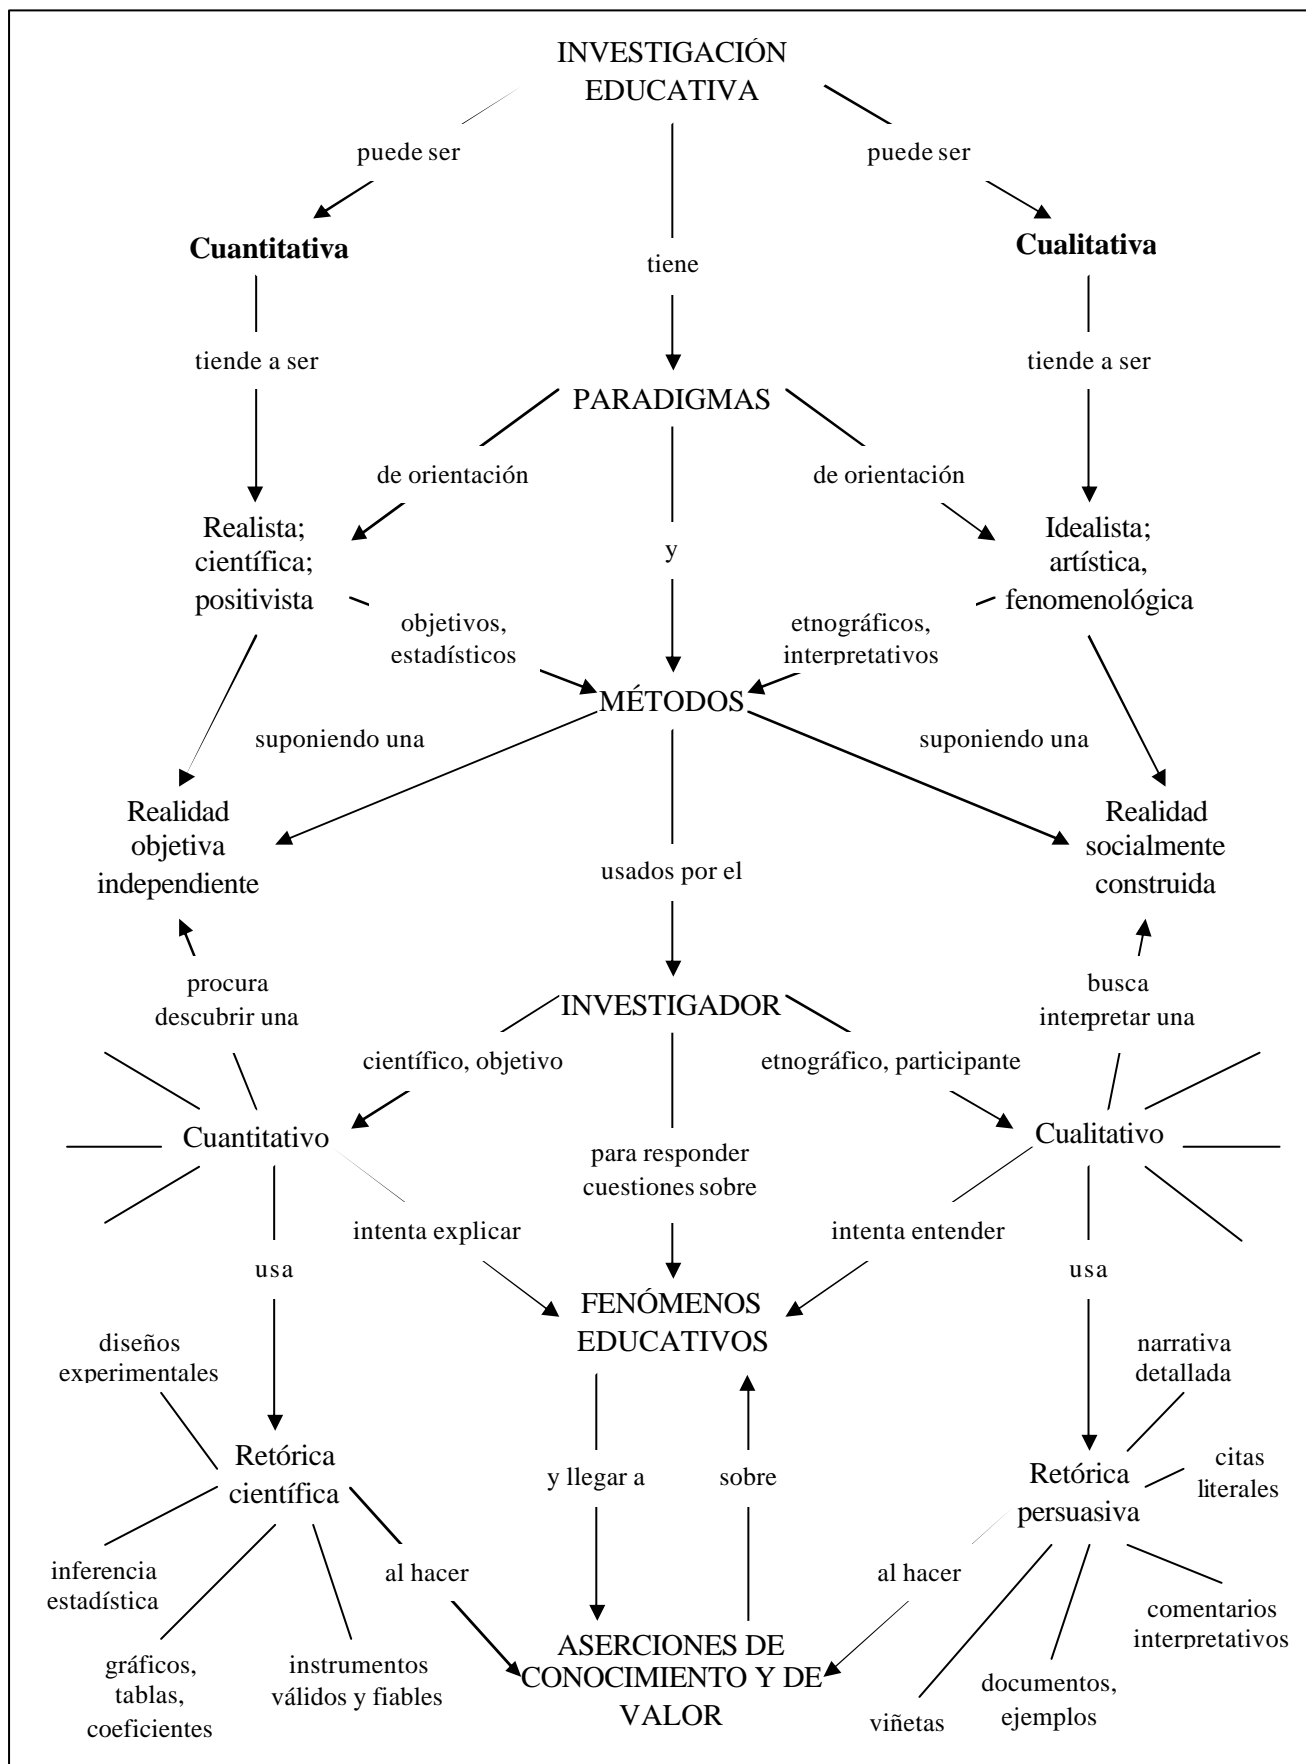 INVESTIGACIÓN
EDUCATIVA
puede ser
puede ser
Cuantitativa
Cualitativa
tiene
tiende a ser
tiende a ser
PARADIGMAS
de orientación
de orientación
Realista;
científica;
positivista
y
Idealista;
artística,
fenomenológica
objetivos,
estadísticos
etnográficos,
interpretativos
MÉTODOS
suponiendo una
suponiendo una
Realidad
objetiva
independiente
Realidad
socialmente
construida
usados por el
procura
descubrir una
busca
interpretar una
INVESTIGADOR
científico, objetivo
etnográfico, participante
Cuantitativo
Cualitativo
para responder
cuestiones sobre
intenta explicar
intenta entender
usa
usa
FENÓMENOS
EDUCATIVOS
diseños
experimentales
narrativa
detallada
Retórica
científica
y llegar a
sobre
Retórica
persuasiva
citas
literales
inferencia
estadística
al hacer
al hacer
comentarios
interpretativos
gráficos,
tablas,
coeficientes
instrumentos
válidos y fiables
ASERCIONES DE
CONOCIMIENTO Y DE
VALOR
viñetas
documentos,
ejemplos